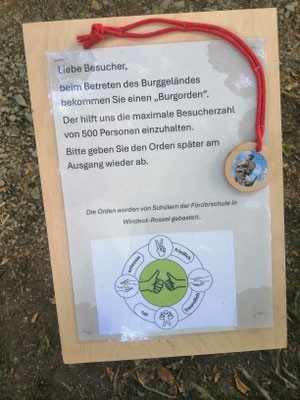 Liebe Besucher,
beim Betreten des Burggeländes
bekommen Sie einen „Burgorden“.
Der hilft uns die maximale Besucherzahl
von 500 Personen einzuhalten.
Bitte geben Sie den Orden später am
Ausgang wieder ab.
Die Orden wurden von Schülern der Förderschule in
Windeck-Rossel gebastelt.
friedlich
freundlich